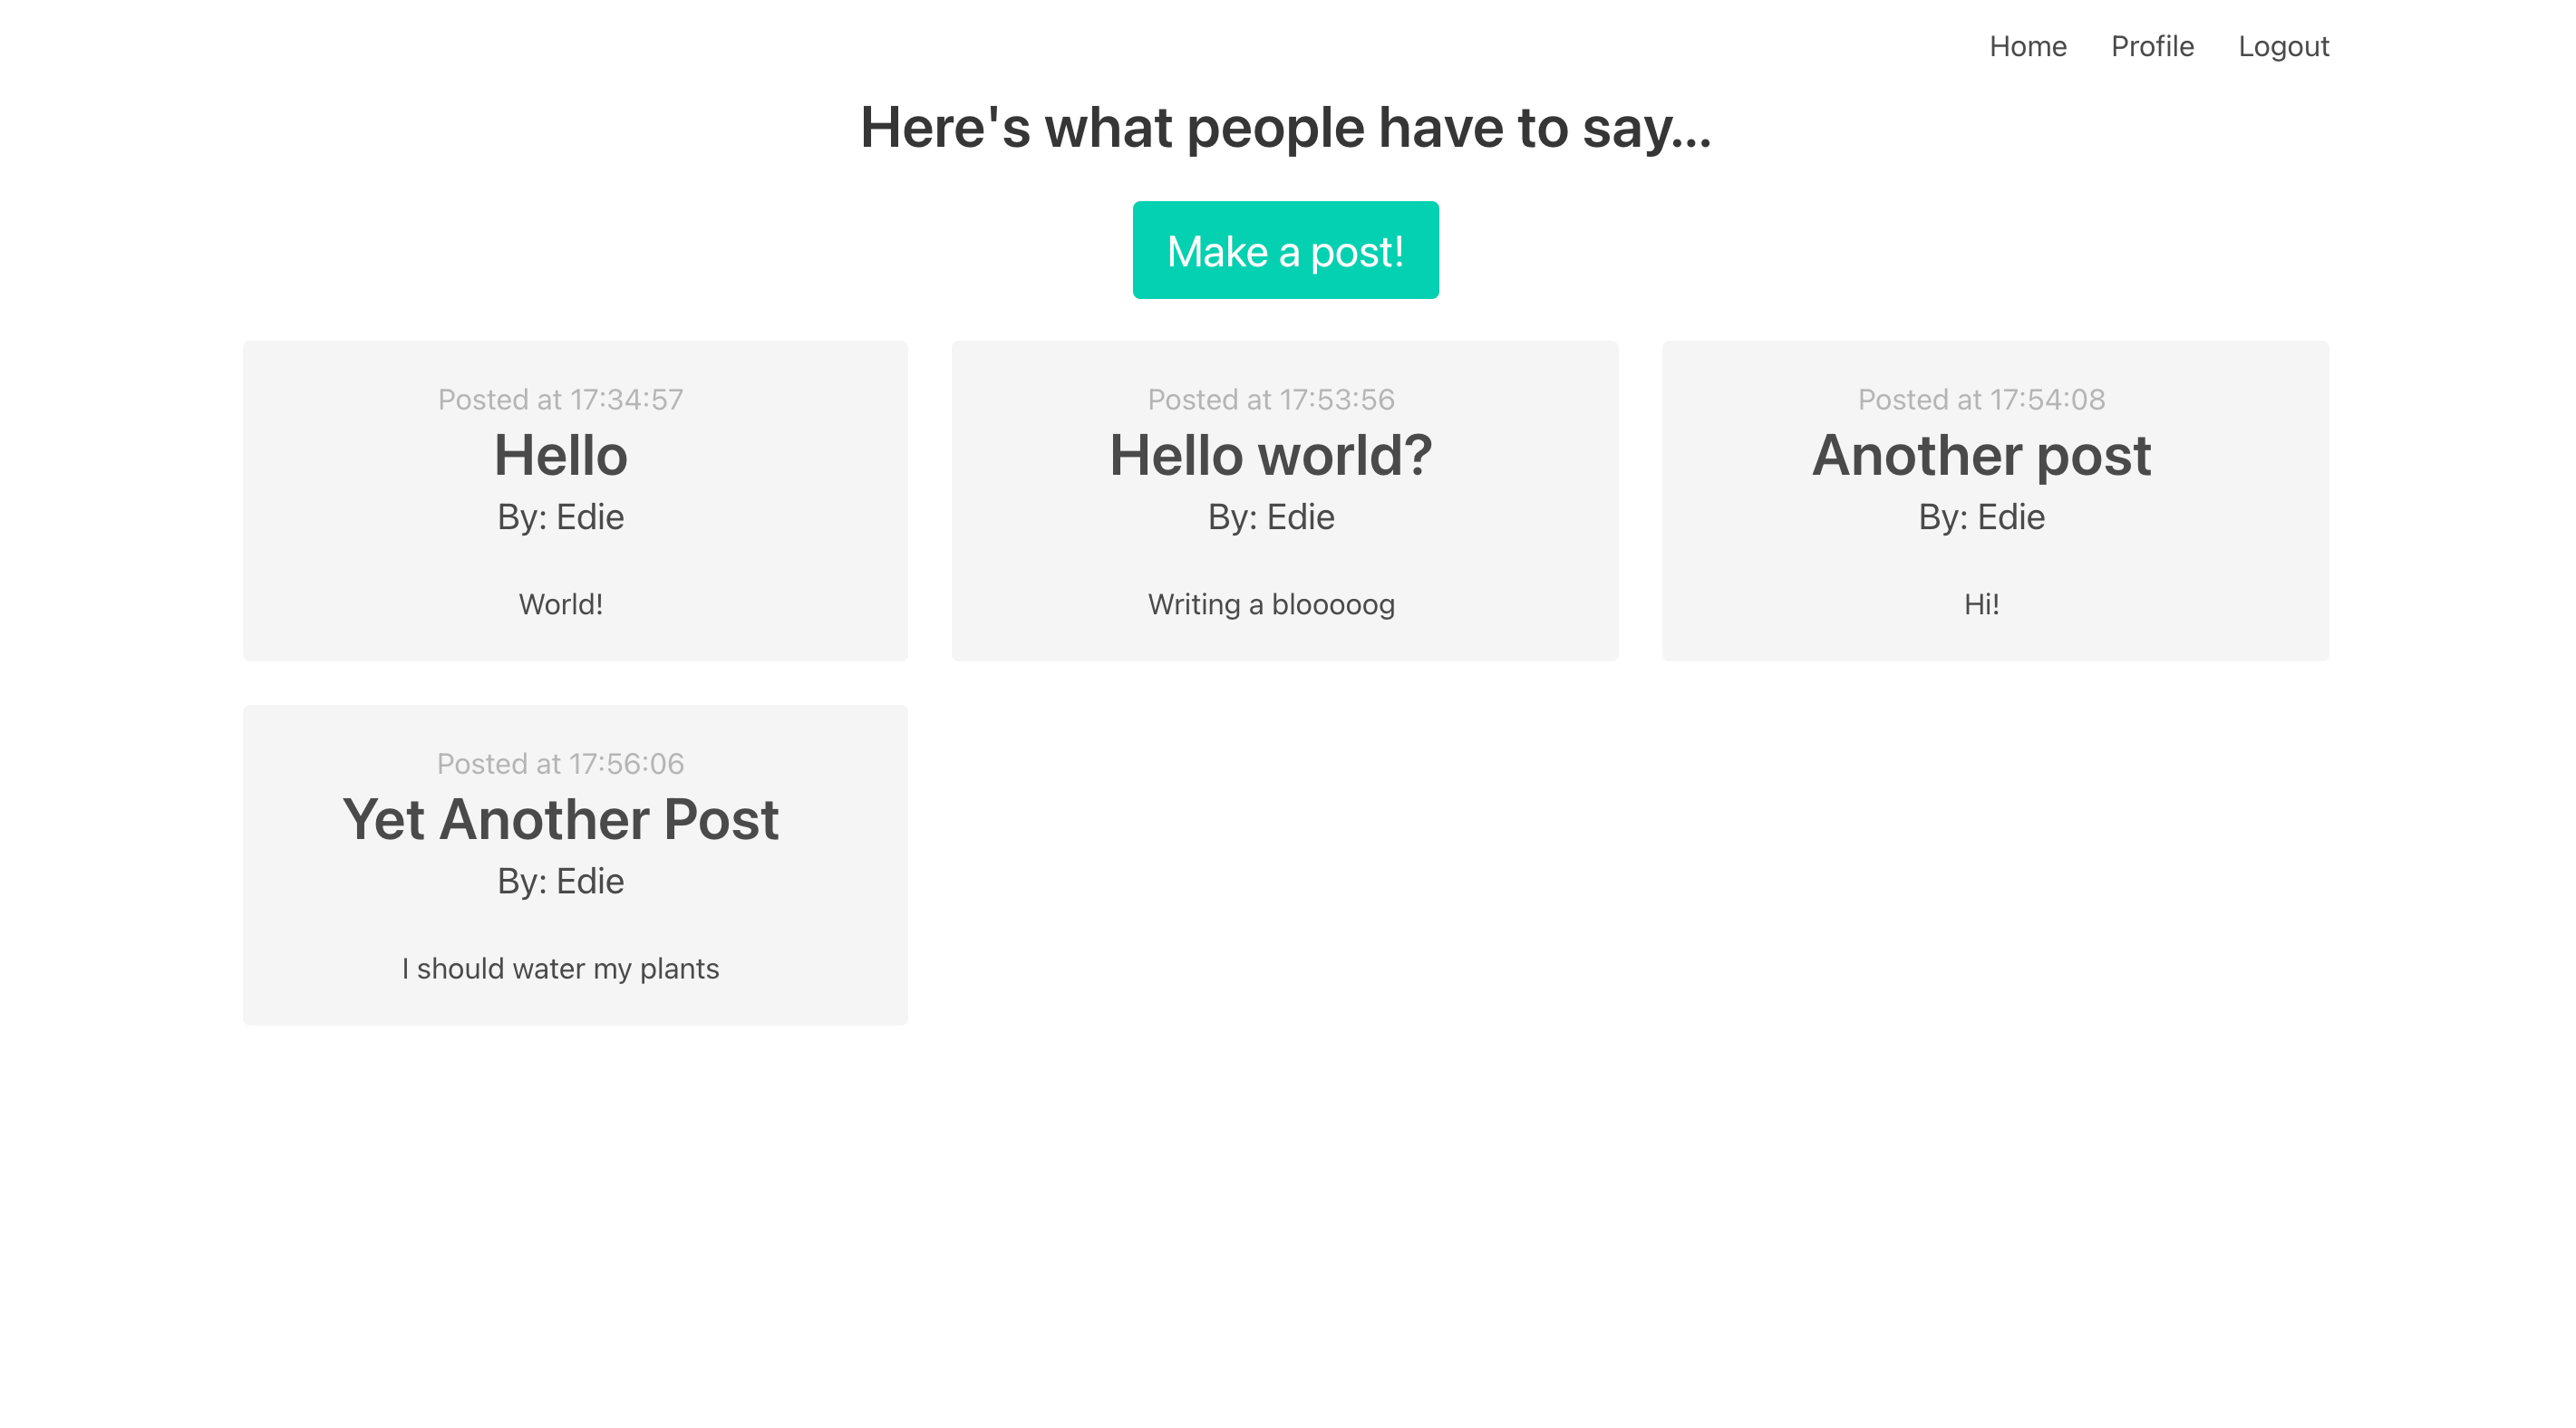 Home Profile Logout
Here's what people have to say...
Make a post!
Posted at 17:34:57
Hello
By: Edie
World!
Posted at 17:53:56
Hello world?
By: Edie
Writing a blooooog
Posted at 17:54:08
Another post
By: Edie
Hi!
Posted at 17:56:06
Yet Another Post
By: Edie
I should water my plants